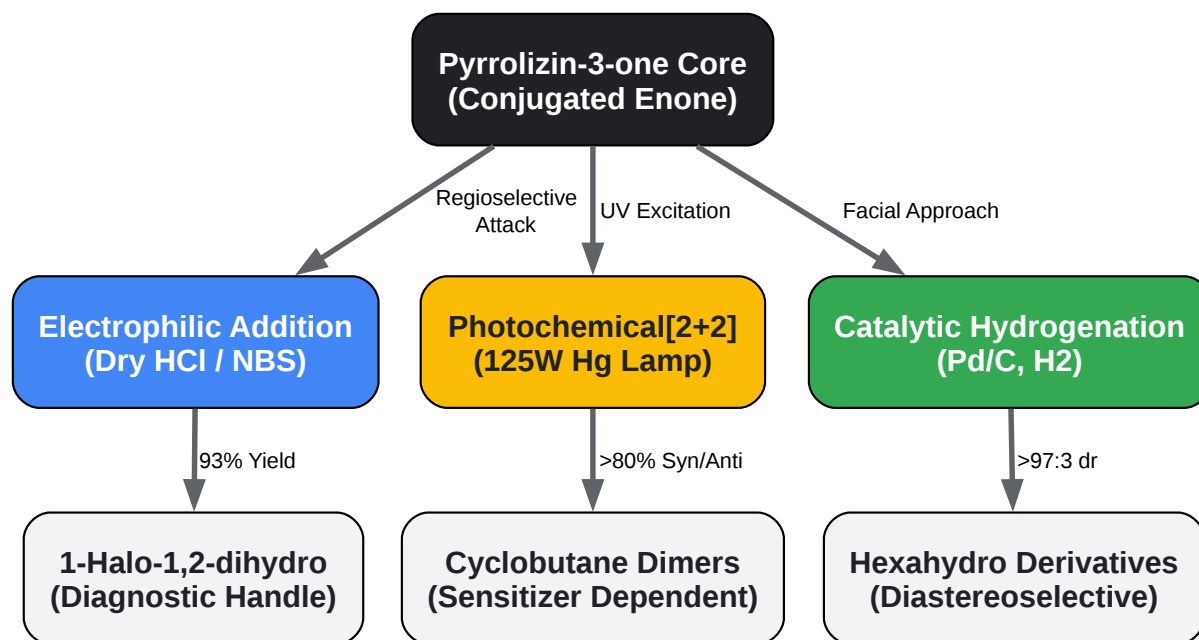 Pyrrolizin-3-one Core
(Conjugated Enone)
Regioselective
Attack
UV Excitation
Facial Approach
Electrophilic Addition
(Dry HCl / NBS)
Photochemical[2+2]
(125W Hg Lamp)
Catalytic Hydrogenation
(Pd/C, H2)
93% Yield
>80% Syn/Anti
>97:3 dr
1-Halo-1,2-dihydro
(Diagnostic Handle)
Cyclobutane Dimers
(Sensitizer Dependent)
Hexahydro Derivatives
(Diastereoselective)